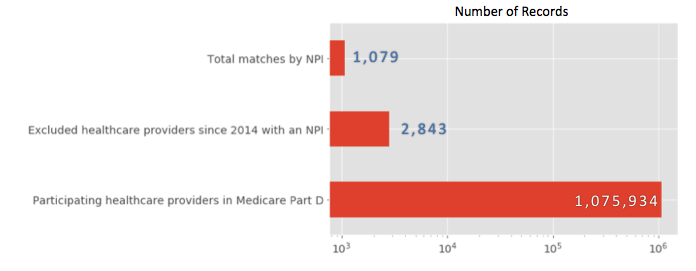 Number of Records
Total matches by NPI
1,079
Excluded healthcare providers since 2014 with an NPI
2,843
Participating healthcare providers in Medicare Part D
1,075,934
10³ 10⁴ 10⁵ 10⁶